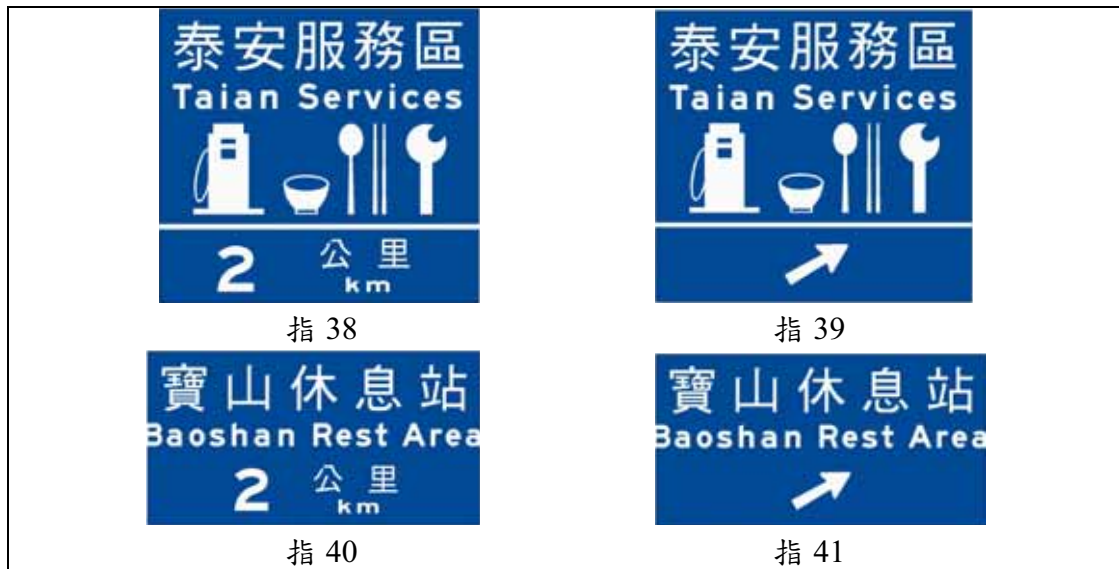 泰安服務區
Taian Services
2 公里
km
指 38
泰安服務區
Taian Services
指 39
寶山休息站
Baoshan Rest Area
2 公里
km
指 40
寶山休息站
Baoshan Rest Area
指 41